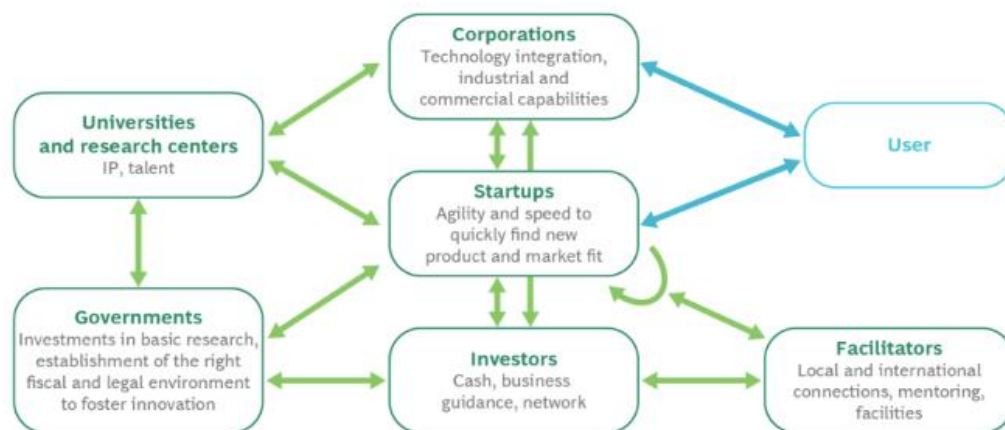 Corporations
Technology integration,
industrial and
commercial capabilities
Universities
and research centers
IP, talent
User
Startups
Agility and speed to
quickly find new
product and market fit
Governments
Investments in basic research,
establishment of the right
fiscal and legal environment
to foster innovation
Investors
Cash, business
guidance, network
Facilitators
Local and international
connections, mentoring,
facilities